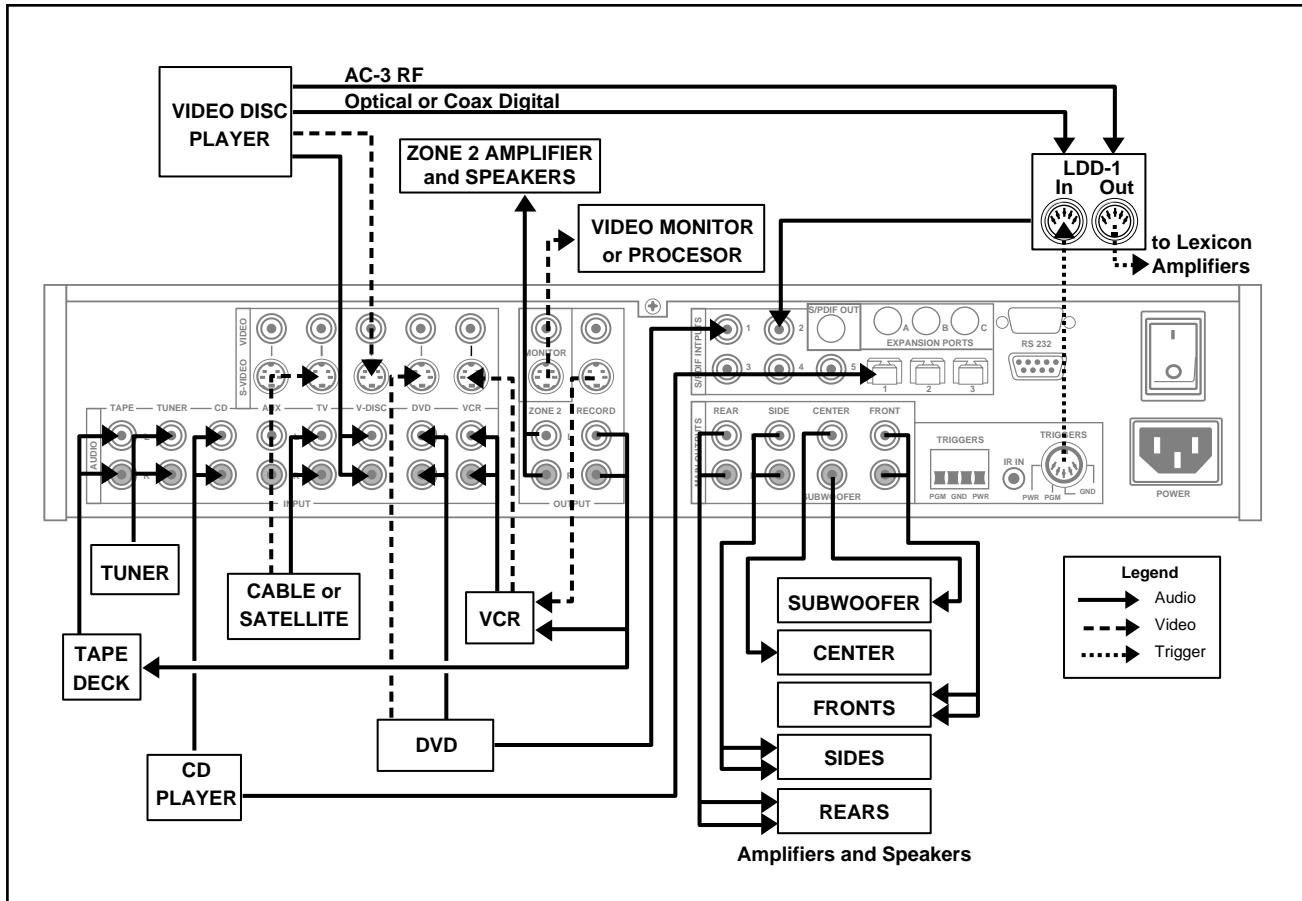 AC-3 RF
Optical or Coax Digital
VIDEO DISC
PLAYER
ZONE 2 AMPLIFIER
and SPEAKERS
VIDEO MONITOR
or PROCESOR
LDD-1
In Out
to Lexicon
Amplifiers
VIDEO
S-VIDEO
MONITOR
S/PDIF INTPUTS
1
2
S/PDIF OUT
A
B
C
EXPANSION PORTS
RS 232
3
4
5
1
2
3
AUDIO
TAPE TUNER CD AUX TV V-DISC DVD VCR
ZONE 2 RECORD
L
R
INPUT
OUTPUT
MAIN OUTPUTS
REAR SIDE CENTER FRONT
SUBWOOFER
TRIGGERS
PGM GND PWR
IR IN
TRIGGERS
PWR PGM GND
POWER
TUNER
CABLE or
SATELLITE
VCR
TAPE
DECK
DVD
CD
PLAYER
SUBWOOFER
CENTER
FRONTS
SIDES
REARS
Amplifiers and Speakers
Legend
Audio
Video
Trigger